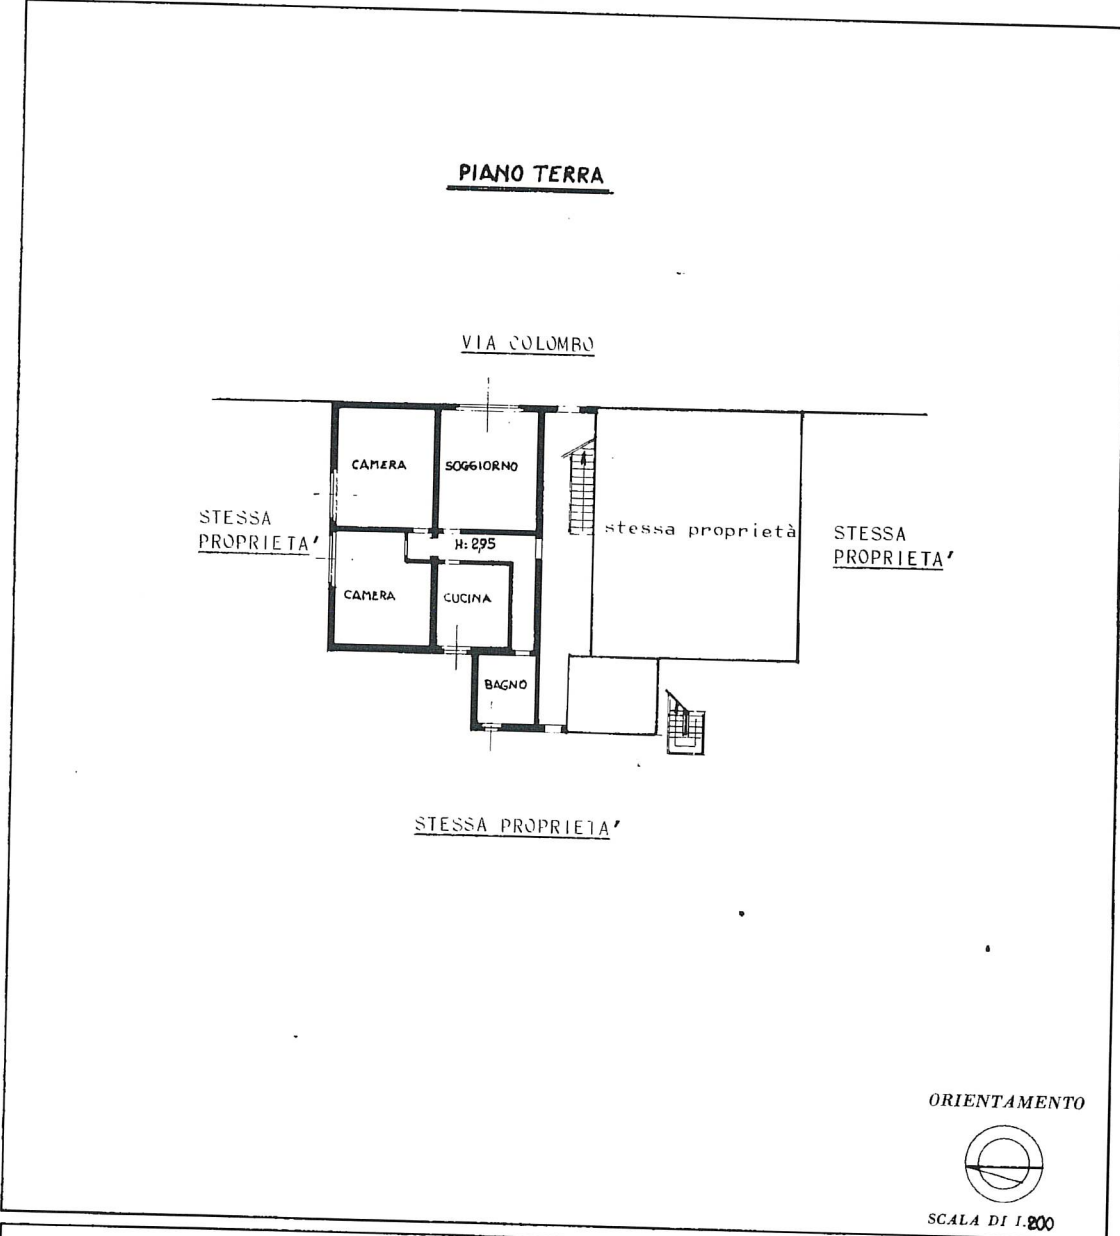 PIANO TERRA
VIA COLOMBO
CAMERA
SOGGIORNO
STESSA
PROPRIETA'
H: 2,95
stessa proprietà
STESSA
PROPRIETA'
CAMERA
CUCINA
BAGNO
STESSA PROPRIETA'
ORIENTAMENTO
SCALA DI 1:200